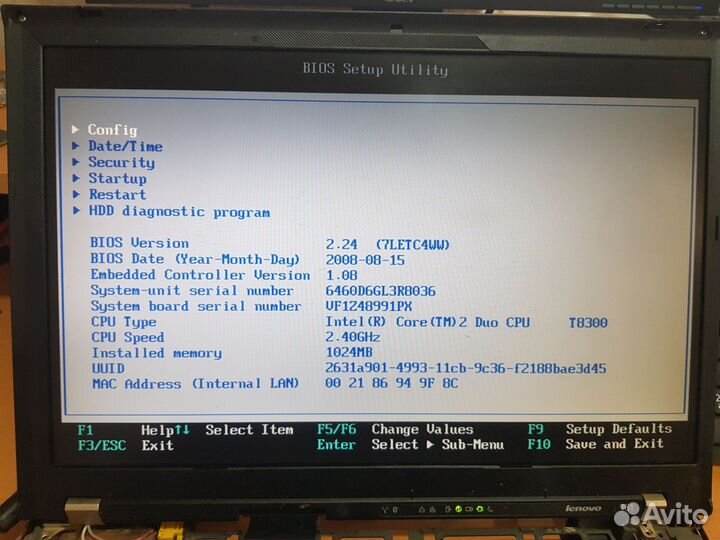 BIOS Setup Utility
Config
Date/Time
Security
Startup
Restart
HDD diagnostic program
BIOS Version 2.24 (7LETC4WW)
BIOS Date (Year-Month-Day) 2008-08-15
Embedded Controller Version 1.08
System-unit serial number 6460D6GL3R8036
System board serial number VF1Z48991PX
CPU Type Intel(R) Core(TM)2 Duo CPU T8300
CPU Speed 2.40GHz
Installed memory 1024MB
UUID 2631a901-4993-11cb-9c36-f2188bae3d45
MAC Address (Internal LAN) 00 21 86 94 9F 8C
F1 Help↑↓ Select Item F5/F6 Change Values F9 Setup Defaults
F3/ESC Exit Enter Select ▶ Sub-Menu F10 Save and Exit
lenovo
Avito